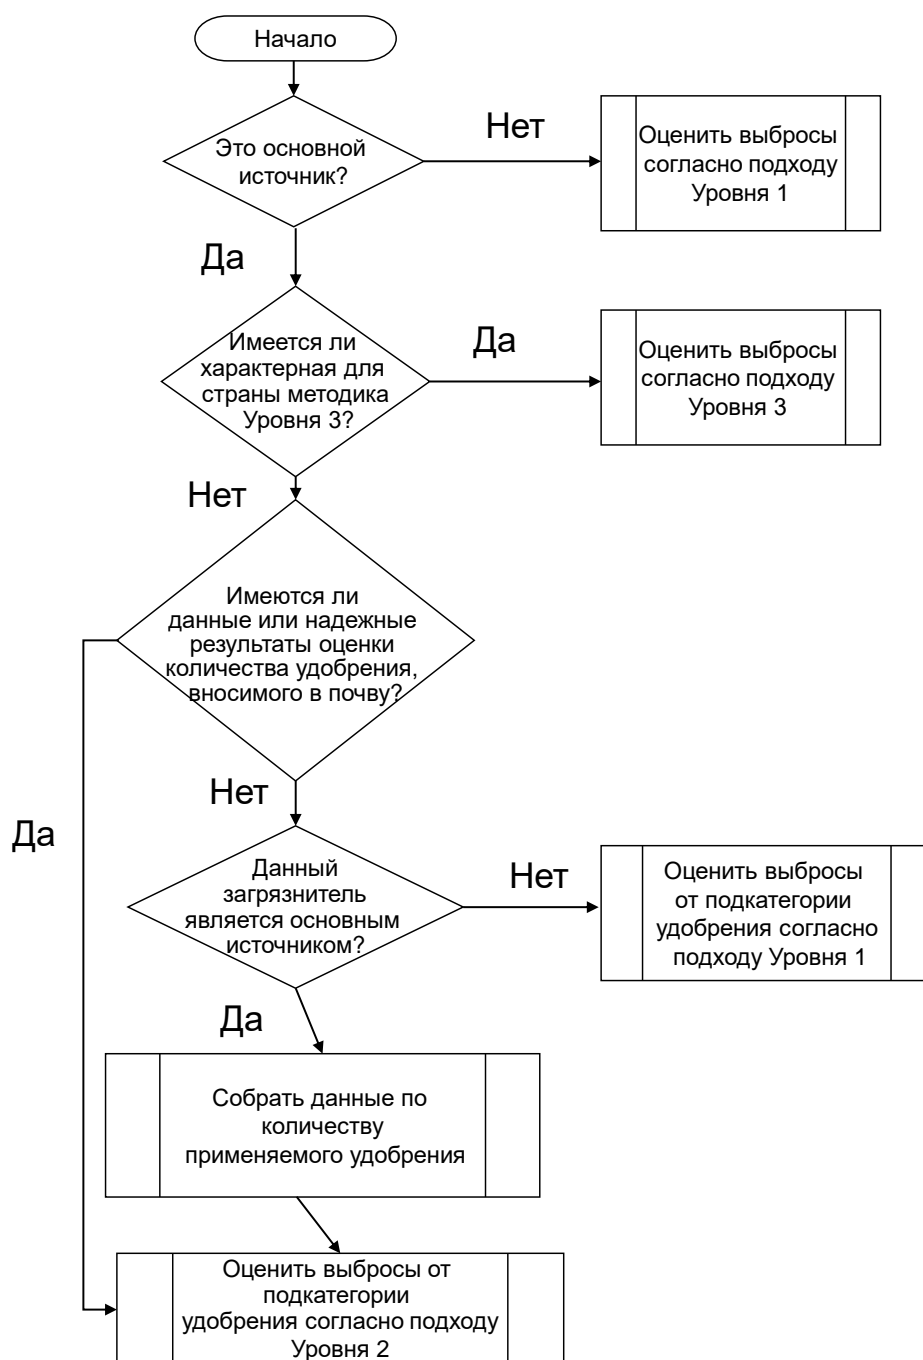 Начало
Это основной
источник?
Нет
Оценить выбросы
согласно подходу
Уровня 1
Да
Имеется ли
характерная для
страны методика
Уровня 3?
Да
Оценить выбросы
согласно подходу
Уровня 3
Нет
Имеются ли
данные или надежные
результаты оценки
количества удобрения,
вносимого в почву?
Нет
Да
Данный
загрязнитель
является основным
источником?
Нет
Оценить выбросы
от подкатегории
удобрения согласно
подходу Уровня 1
Да
Собрать данные по
количеству
применяемого удобрения
Оценить выбросы от
подкатегории
удобрения согласно подходу
Уровня 2